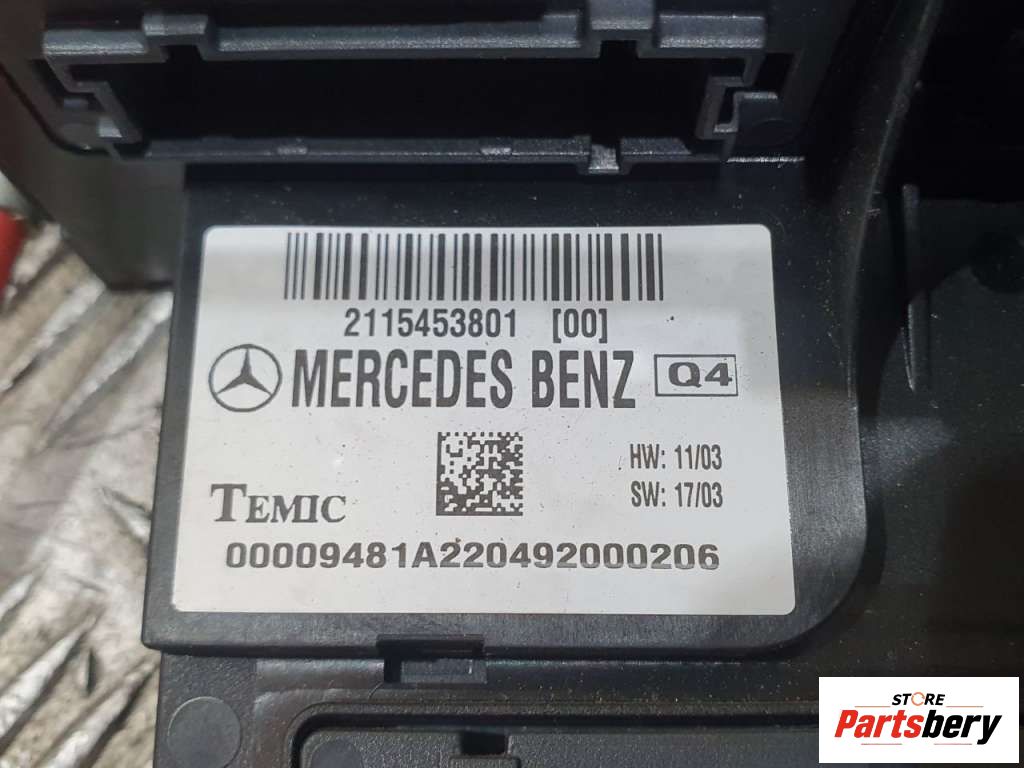 2115453801 [00]
MERCEDES BENZ Q4
HW: 11/03
TEMIC SW: 17/03
00009481A220492000206
STORE
Partsbery